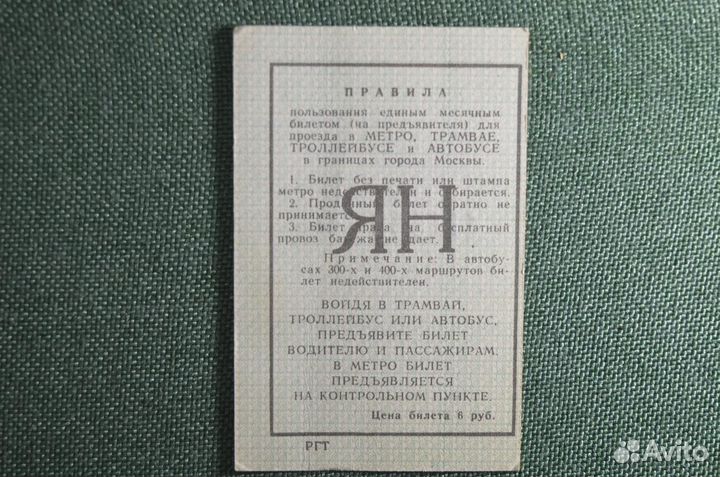 ПРАВИЛА
пользования единым месячным
билетом (на предъявителя) для
проезда в МЕТРО, ТРАМВАЕ,
ТРОЛЛЕЙБУСЕ и АВТОБУСЕ
в границах города Москвы.
1. Билет без печати или штампа
метро недействителен и отбирается.
2. Проданный билет обратно не
принимается.
3. Билет права на бесплатный
провоз багажа не дает.
ЯН
Примечание: В автобу-
сах 300-х и 400-х маршрутов би-
лет недействителен.
ВОЙДЯ В ТРАМВАЙ,
ТРОЛЛЕЙБУС ИЛИ АВТОБУС,
ПРЕДЪЯВИТЕ БИЛЕТ
ВОДИТЕЛЮ И ПАССАЖИРАМ.
В МЕТРО БИЛЕТ
ПРЕДЪЯВЛЯЕТСЯ
НА КОНТРОЛЬНОМ ПУНКТЕ.
Цена билета 6 руб.
РГТ
Avito